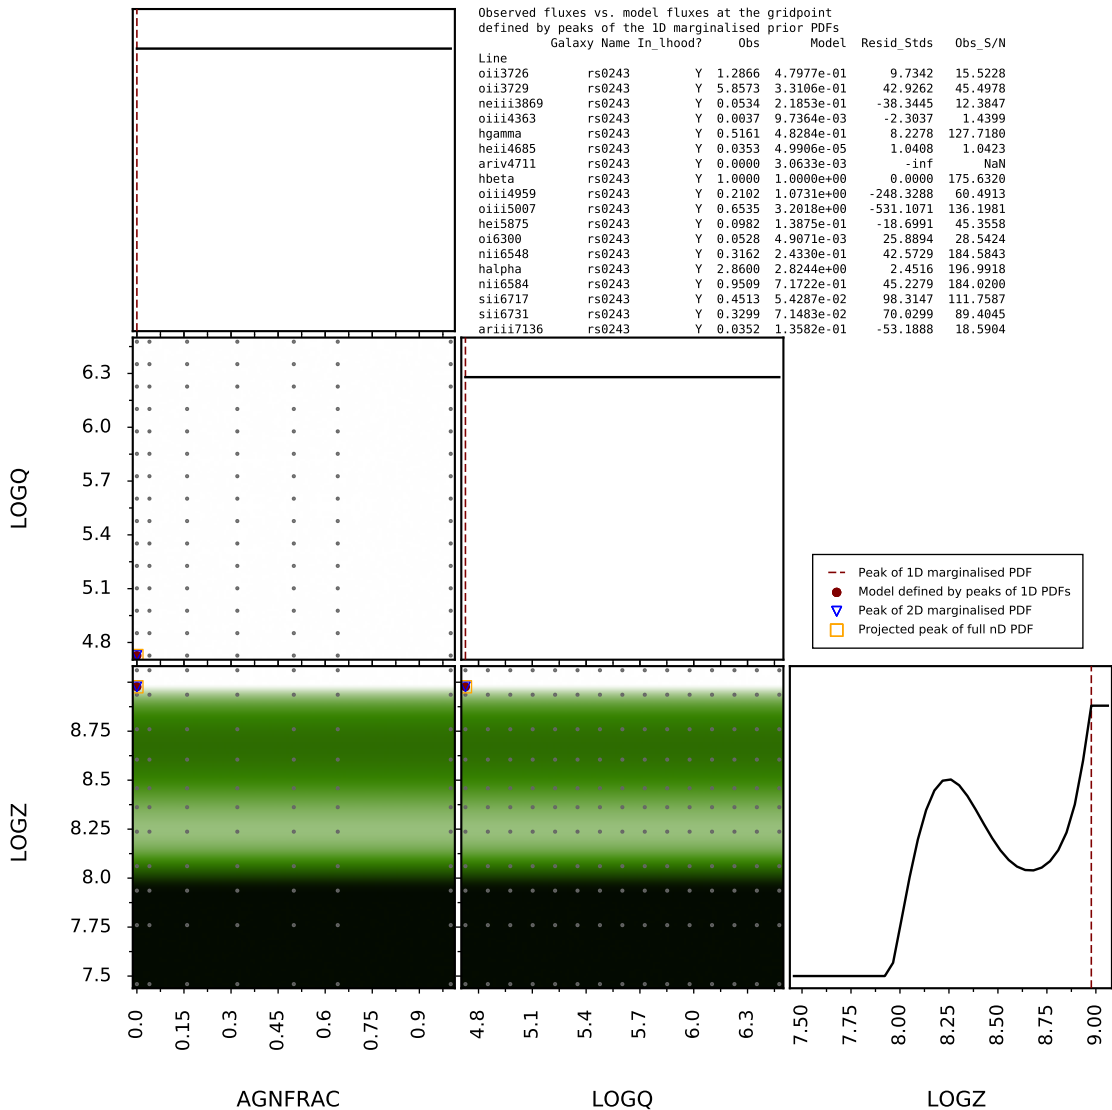 Observed fluxes vs. model fluxes at the gridpoint
defined by peaks of the 1D marginalised prior PDFs
Galaxy Name In_lhood? Obs Model Resid_Stds Obs_S/N
Line
oii3726 rs0243 Y 1.2866 4.7977e-01 9.7342 15.5228
oii3729 rs0243 Y 5.8573 3.3106e-01 42.9262 45.4978
neiii3869 rs0243 Y 0.0534 2.1853e-01 -38.3445 12.3847
oiii4363 rs0243 Y 0.0037 9.7364e-03 -2.3037 1.4399
hgamma rs0243 Y 0.5161 4.8284e-01 8.2278 127.7180
heii4685 rs0243 Y 0.0353 4.9906e-05 1.0408 1.0423
ariv4711 rs0243 Y 0.0000 3.0633e-03 -inf NaN
hbeta rs0243 Y 1.0000 1.0000e+00 0.0000 175.6320
oiii4959 rs0243 Y 0.2102 1.0731e+00 -248.3288 60.4913
oiii5007 rs0243 Y 0.6535 3.2018e+00 -531.1071 136.1981
hei5875 rs0243 Y 0.0982 1.3875e-01 -18.6991 45.3558
oi6300 rs0243 Y 0.0528 4.9071e-03 25.8894 28.5424
nii6548 rs0243 Y 0.3162 2.4330e-01 42.5729 184.5843
halpha rs0243 Y 2.8600 2.8244e+00 2.4516 196.9918
nii6584 rs0243 Y 0.9509 7.1722e-01 45.2279 184.0200
sii6717 rs0243 Y 0.4513 5.4287e-02 98.3147 111.7587
sii6731 rs0243 Y 0.3299 7.1483e-02 70.0299 89.4045
ariii7136 rs0243 Y 0.0352 1.3582e-01 -53.1888 18.5904
6.3
6.0
5.7
5.4
5.1
4.8
LOGQ
Peak of 1D marginalised PDF
Model defined by peaks of 1D PDFs
Peak of 2D marginalised PDF
Projected peak of full nD PDF
8.75
8.5
8.25
8.0
7.75
7.5
LOGZ
0.0 0.15 0.3 0.45 0.6 0.75 0.9
4.8 5.1 5.4 5.7 6.0 6.3
7.50 7.75 8.00 8.25 8.50 8.75 9.00
AGNFRAC LOGQ LOGZ